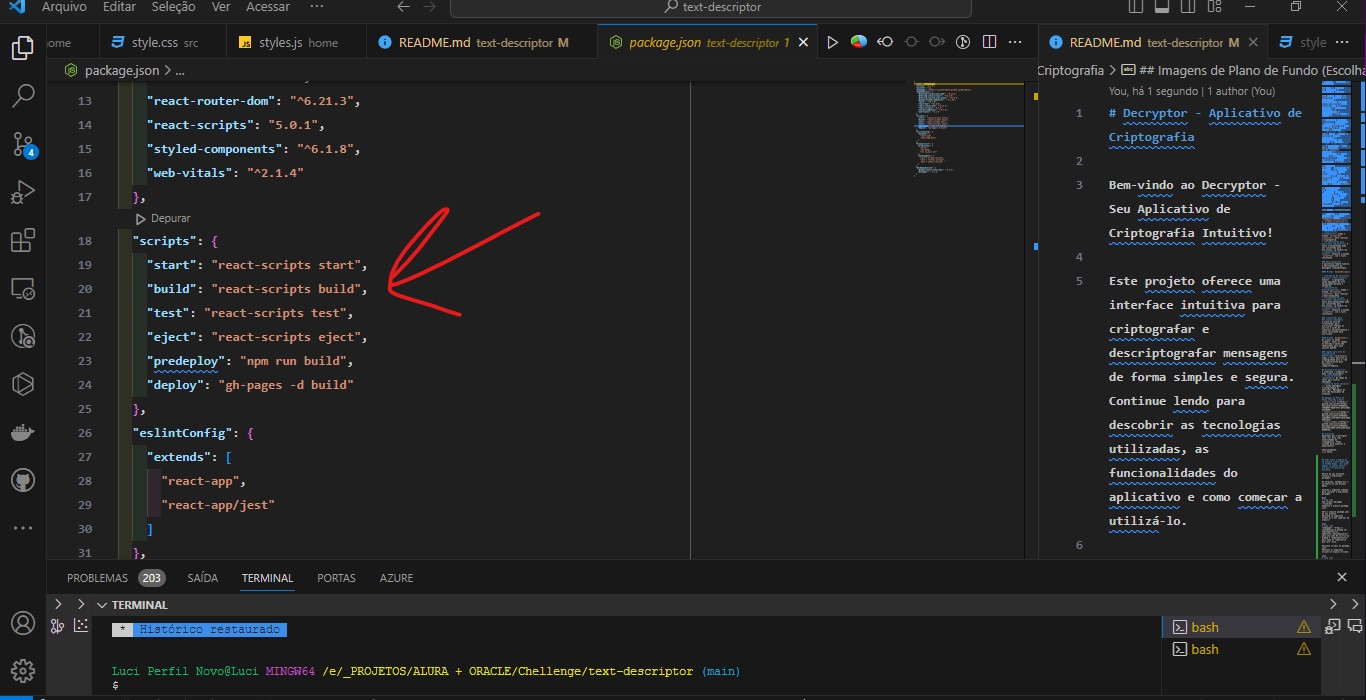 Arquivo Editar Seleção Ver Acessar ··· text-descriptor
ome style.css src styles.js home README.md text-descriptor M package.json text-descriptor 1 README.md text-descriptor M style
package.json > ...
13 "react-router-dom": "^6.21.3",
14 "react-scripts": "5.0.1",
15 "styled-components": "^6.1.8",
16 "web-vitals": "^2.1.4"
17 },
Depurar
18 "scripts": {
19 "start": "react-scripts start",
20 "build": "react-scripts build",
21 "test": "react-scripts test",
22 "eject": "react-scripts eject",
23 "predeploy": "npm run build",
24 "deploy": "gh-pages -d build"
25 },
26 "eslintConfig": {
27 "extends": [
28 "react-app",
29 "react-app/jest"
30 ]
31 },
Criptografia > ## Imagens de Plano de Fundo (Escolha
You, há 1 segundo | 1 author (You)
1 # Decryptor - Aplicativo de
Criptografia
2
3 Bem-vindo ao Decryptor -
Seu Aplicativo de
Criptografia Intuitivo!
4
5 Este projeto oferece uma
interface intuitiva para
criptografar e
descriptografar mensagens
de forma simples e segura.
Continue lendo para
descobrir as tecnologias
utilizadas, as
funcionalidades do
aplicativo e como começar a
utilizá-lo.
6
4
PROBLEMAS 203 SAÍDA TERMINAL PORTAS AZURE
TERMINAL
* Histórico restaurado
Luci Perfil Novo@Luci MINGW64 /e/_PROJETOS/ALURA + ORACLE/Chellenge/text-descriptor (main)
$
bash
bash